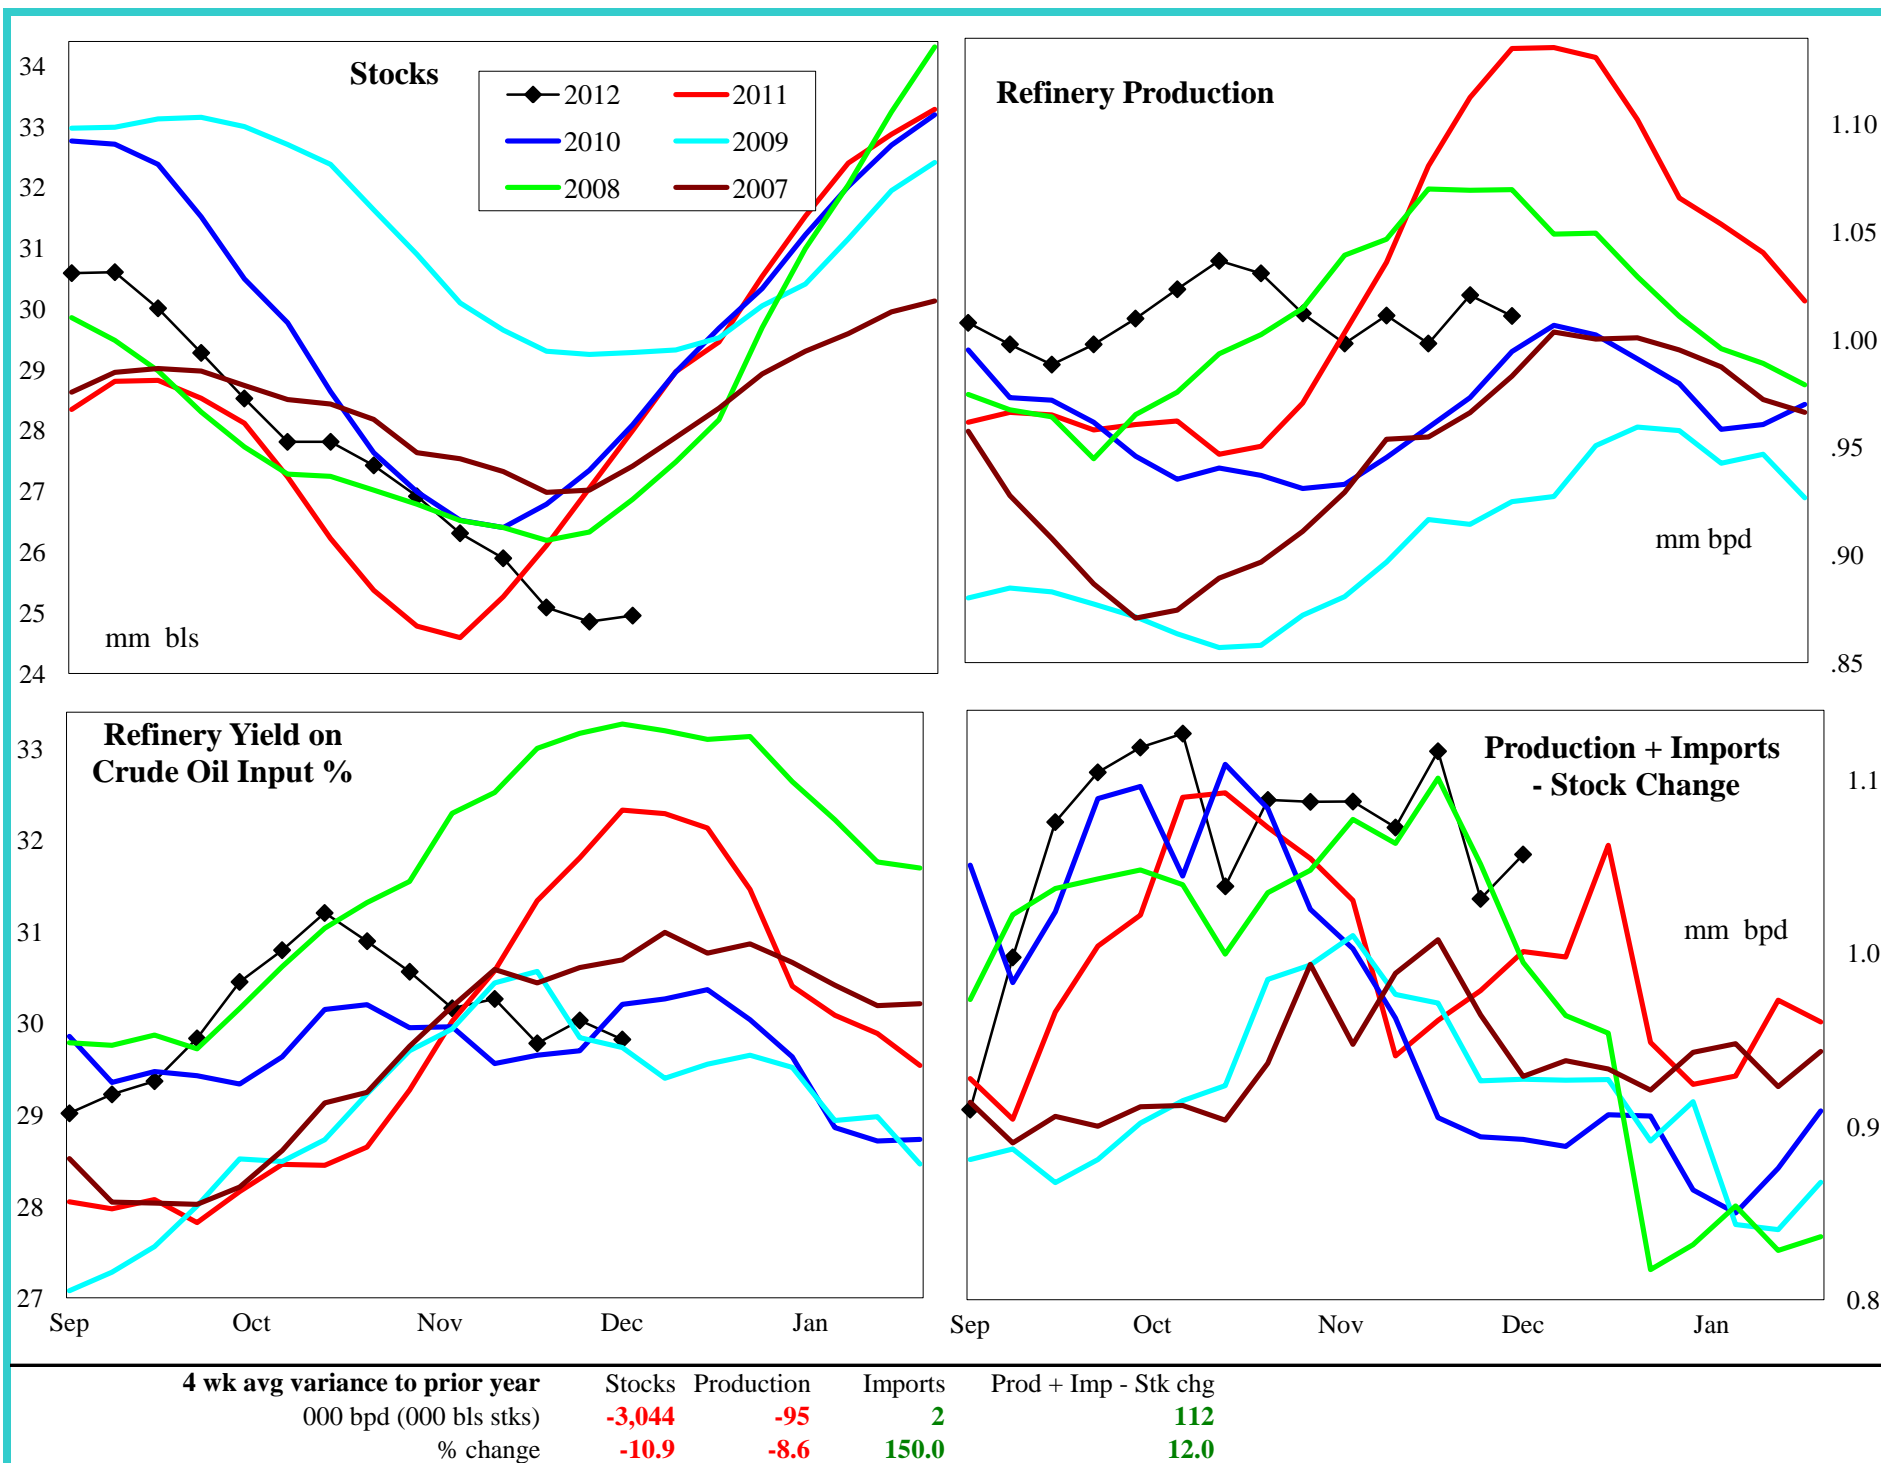 Stocks
2012 2011
2010 2009
2008 2007
34
33
32
31
30
29
28
27
26
25
24
mm bls
Refinery Production
1.10
1.05
1.00
.95
.90
.85
mm bpd
Refinery Yield on
Crude Oil Input %
33
32
31
30
29
28
27
Sep Oct Nov Dec Jan
Production + Imports
- Stock Change
1.1
1.0
0.9
0.8
mm bpd
Sep Oct Nov Dec Jan
4 wk avg variance to prior year Stocks Production Imports Prod + Imp - Stk chg
000 bpd (000 bls stks) -3,044 -95 2 112
% change -10.9 -8.6 150.0 12.0